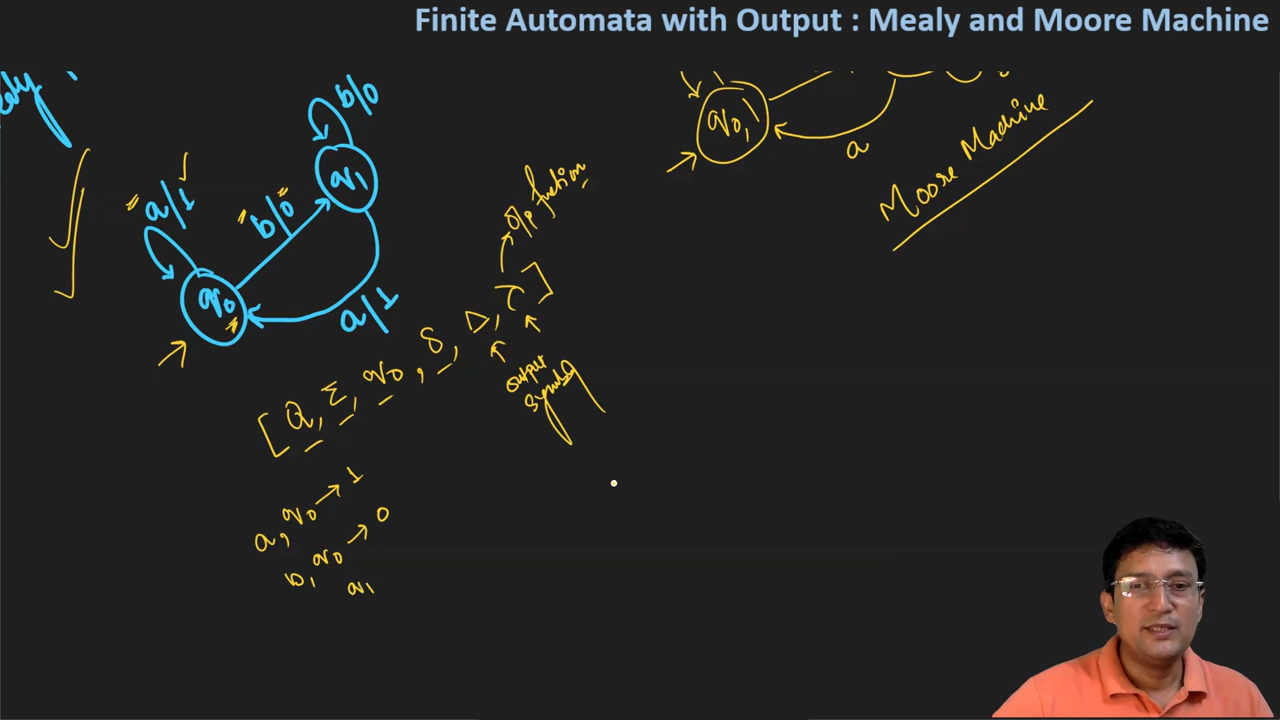 Finite Automata with Output : Mealy and Moore Machine
b/0
q1
a/1
b/0
q0
a/1
o/p function
[Q, Σ, q0, δ, Δ, τ]
output
symbol
a, q0 → 1
b, q0 → 0
q1
q0, 1
a
Moore Machine